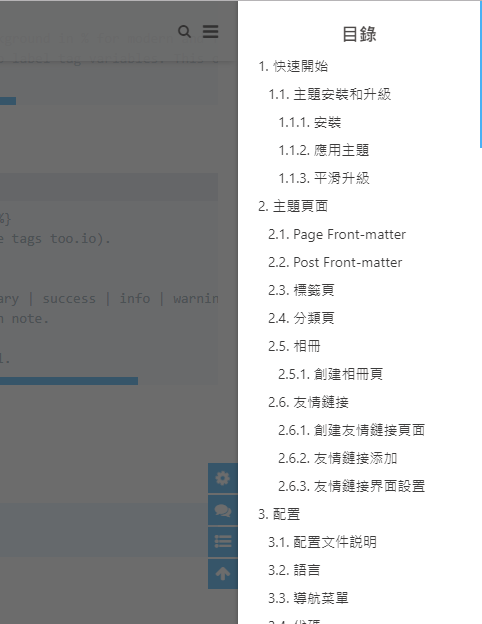 目錄
1. 快速開始
1.1. 主題安裝和升級
1.1.1. 安裝
1.1.2. 應用主題
1.1.3. 平滑升級
2. 主題頁面
2.1. Page Front-matter
2.2. Post Front-matter
2.3. 標籤頁
2.4. 分類頁
2.5. 相冊
2.5.1. 創建相冊頁
2.6. 友情鏈接
2.6.1. 創建友情鏈接頁面
2.6.2. 友情鏈接添加
2.6.3. 友情鏈接界面設置
3. 配置
3.1. 配置文件説明
3.2. 語言
3.3. 導航菜單
3.4. 代碼
%}
e tags too.io).
ary | success | info | warnin
n note.
l.